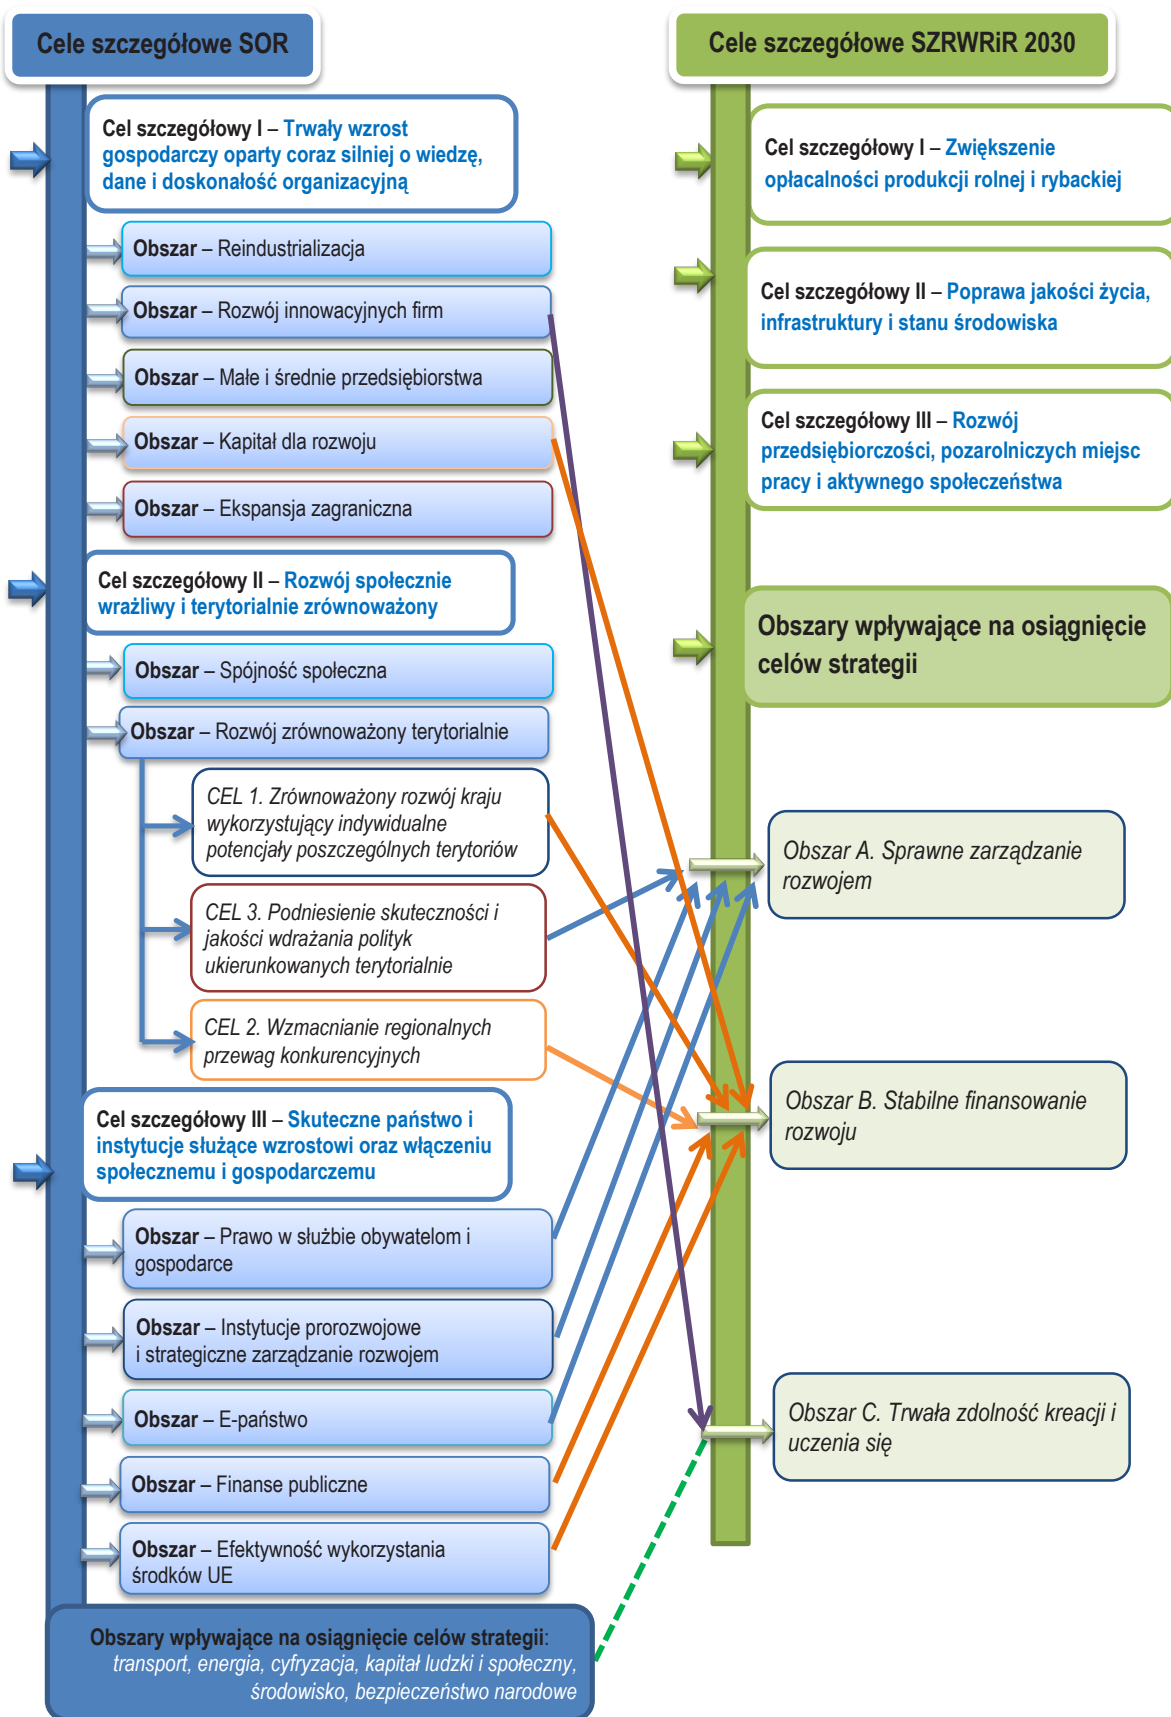 Cele szczegółowe SOR
Cel szczegółowy I – Trwały wzrost
gospodarczy oparty coraz silniej o wiedzę,
dane i doskonałość organizacyjną
Obszar – Reindustrializacja
Obszar – Rozwój innowacyjnych firm
Obszar – Małe i średnie przedsiębiorstwa
Obszar – Kapitał dla rozwoju
Obszar – Ekspansja zagraniczna
Cel szczegółowy II – Rozwój społecznie
wrażliwy i terytorialnie zrównoważony
Obszar – Spójność społeczna
Obszar – Rozwój zrównoważony terytorialnie
CEL 1. Zrównoważony rozwój kraju
wykorzystujący indywidualne
potencjały poszczególnych terytoriów
CEL 3. Podniesienie skuteczności i
jakości wdrażania polityk
ukierunkowanych terytorialnie
CEL 2. Wzmacnianie regionalnych
przewag konkurencyjnych
Cel szczegółowy III – Skuteczne państwo i
instytucje służące wzrostowi oraz włączeniu
społecznemu i gospodarczemu
Obszar – Prawo w służbie obywatelom i
gospodarce
Obszar – Instytucje prorozwojowe
i strategiczne zarządzanie rozwojem
Obszar – E-państwo
Obszar – Finanse publiczne
Obszar – Efektywność wykorzystania
środków UE
Obszary wpływające na osiągnięcie celów strategii:
transport, energia, cyfryzacja, kapitał ludzki i społeczny,
środowisko, bezpieczeństwo narodowe
Cele szczegółowe SZRWRiR 2030
Cel szczegółowy I – Zwiększenie
opłacalności produkcji rolnej i rybackiej
Cel szczegółowy II – Poprawa jakości życia,
infrastruktury i stanu środowiska
Cel szczegółowy III – Rozwój
przedsiębiorczości, pozarolniczych miejsc
pracy i aktywnego społeczeństwa
Obszary wpływające na osiągnięcie
celów strategii
Obszar A. Sprawne zarządzanie
rozwojem
Obszar B. Stabilne finansowanie
rozwoju
Obszar C. Trwała zdolność kreacji i
uczenia się